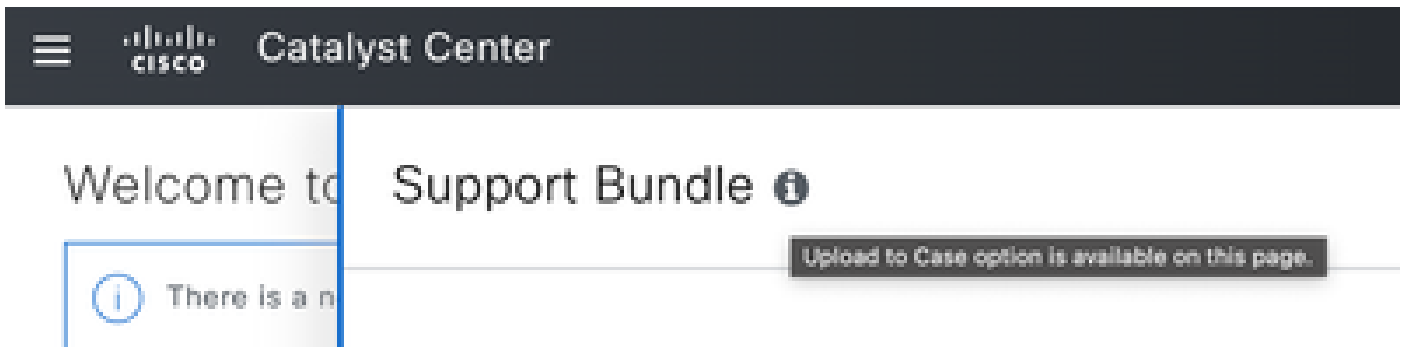 CISCO Catalyst Center
Welcome to
Support Bundle
Upload to Case option is available on this page.
There is a n